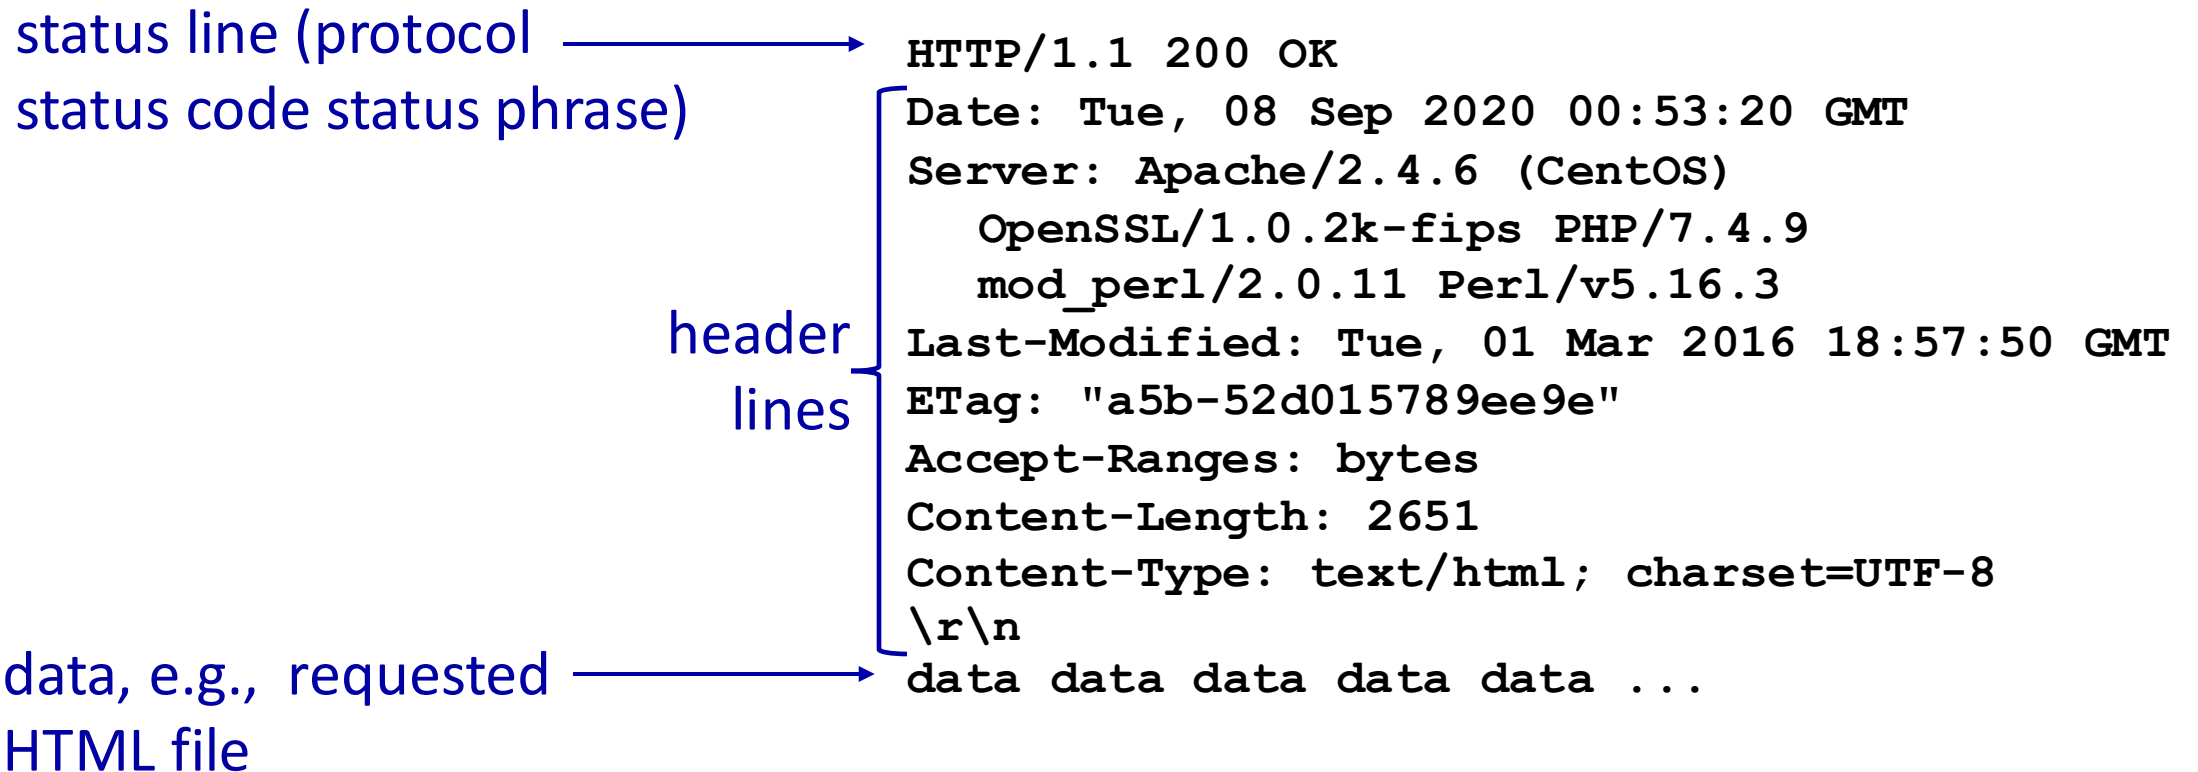 status line (protocol
status code status phrase)
HTTP/1.1 200 OK
Date: Tue, 08 Sep 2020 00:53:20 GMT
Server: Apache/2.4.6 (CentOS)
OpenSSL/1.0.2k-fips PHP/7.4.9
mod_perl/2.0.11 Perl/v5.16.3
header
lines
Last-Modified: Tue, 01 Mar 2016 18:57:50 GMT
ETag: "a5b-52d015789ee9e"
Accept-Ranges: bytes
Content-Length: 2651
Content-Type: text/html; charset=UTF-8
\r\n
data, e.g., requested
HTML file
data data data data data ...